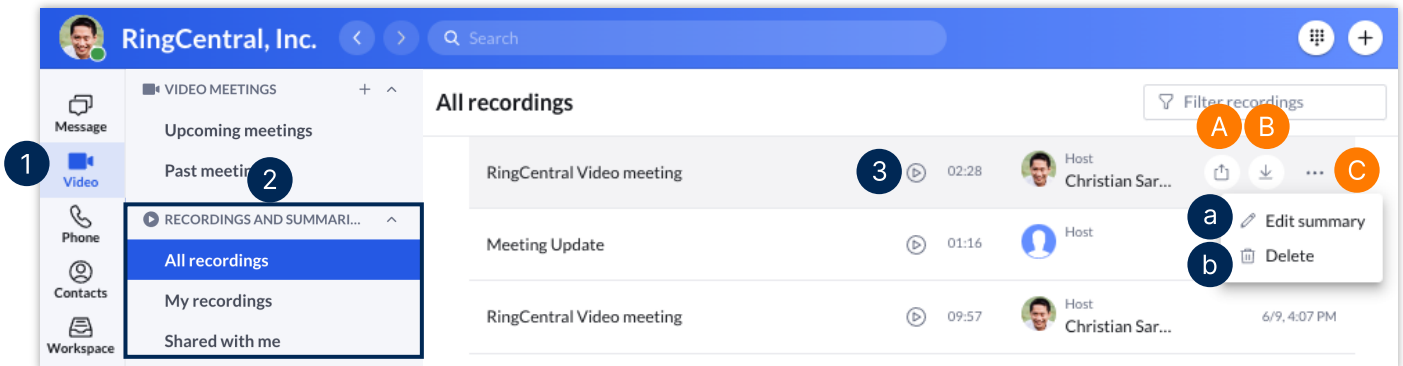 RingCentral, Inc.
Search
Message
1
Video
Phone
Contacts
Workspace
VIDEO MEETINGS
Upcoming meetings
Past meetin
2
RECORDINGS AND SUMMARI...
All recordings
My recordings
Shared with me
All recordings
Filter recordings
A B
RingCentral Video meeting 3 02:28 Host
Christian Sar... C
a Edit summary
b Delete
Meeting Update 01:16 Host
RingCentral Video meeting 09:57 Host
Christian Sar... 6/9, 4:07 PM